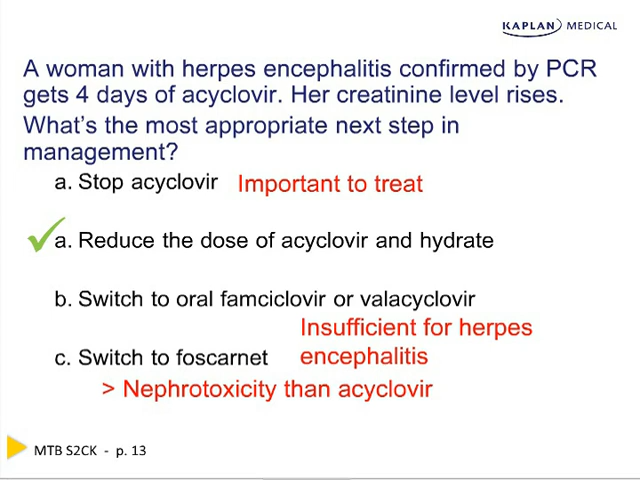 KAPLAN MEDICAL
A woman with herpes encephalitis confirmed by PCR
gets 4 days of acyclovir. Her creatinine level rises.
What's the most appropriate next step in
management?
a. Stop acyclovir Important to treat
a. Reduce the dose of acyclovir and hydrate
b. Switch to oral famciclovir or valacyclovir
Insufficient for herpes
encephalitis
c. Switch to foscarnet
> Nephrotoxicity than acyclovir
MTB S2CK - p. 13